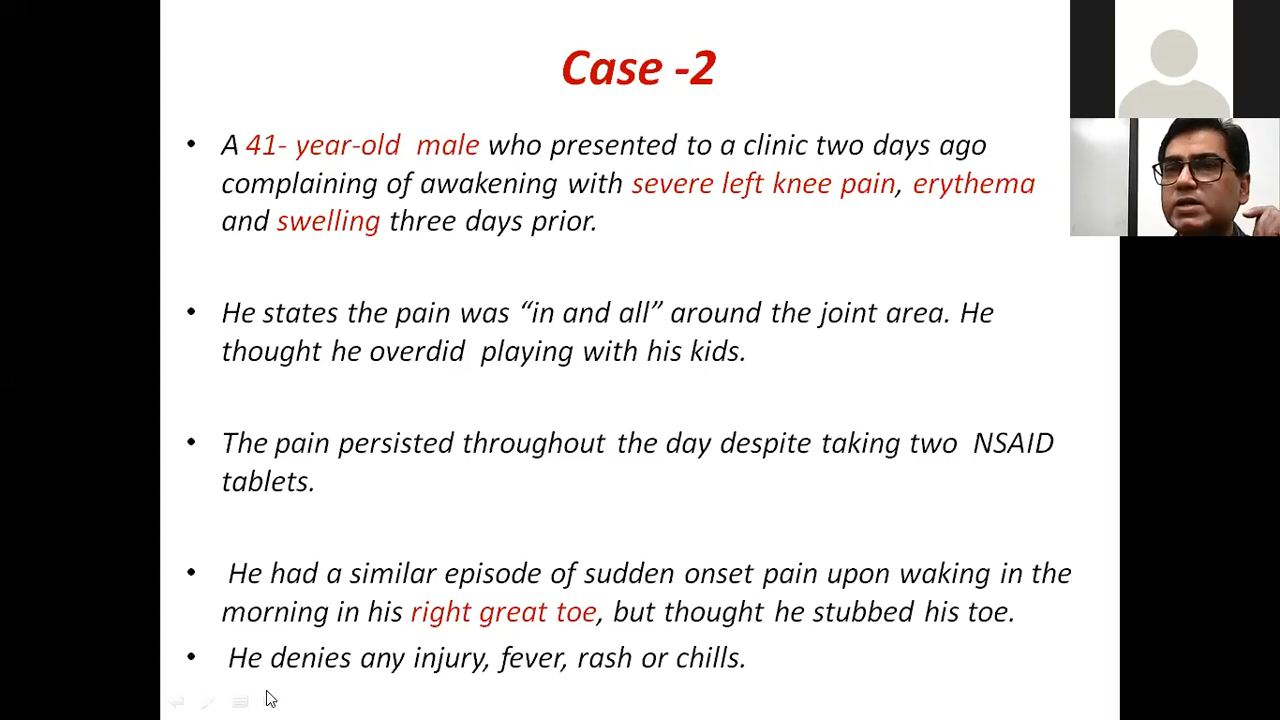 Case -2
• A 41- year-old male who presented to a clinic two days ago
complaining of awakening with severe left knee pain, erythema
and swelling three days prior.
• He states the pain was “in and all” around the joint area. He
thought he overdid playing with his kids.
• The pain persisted throughout the day despite taking two NSAID
tablets.
• He had a similar episode of sudden onset pain upon waking in the
morning in his right great toe, but thought he stubbed his toe.
• He denies any injury, fever, rash or chills.